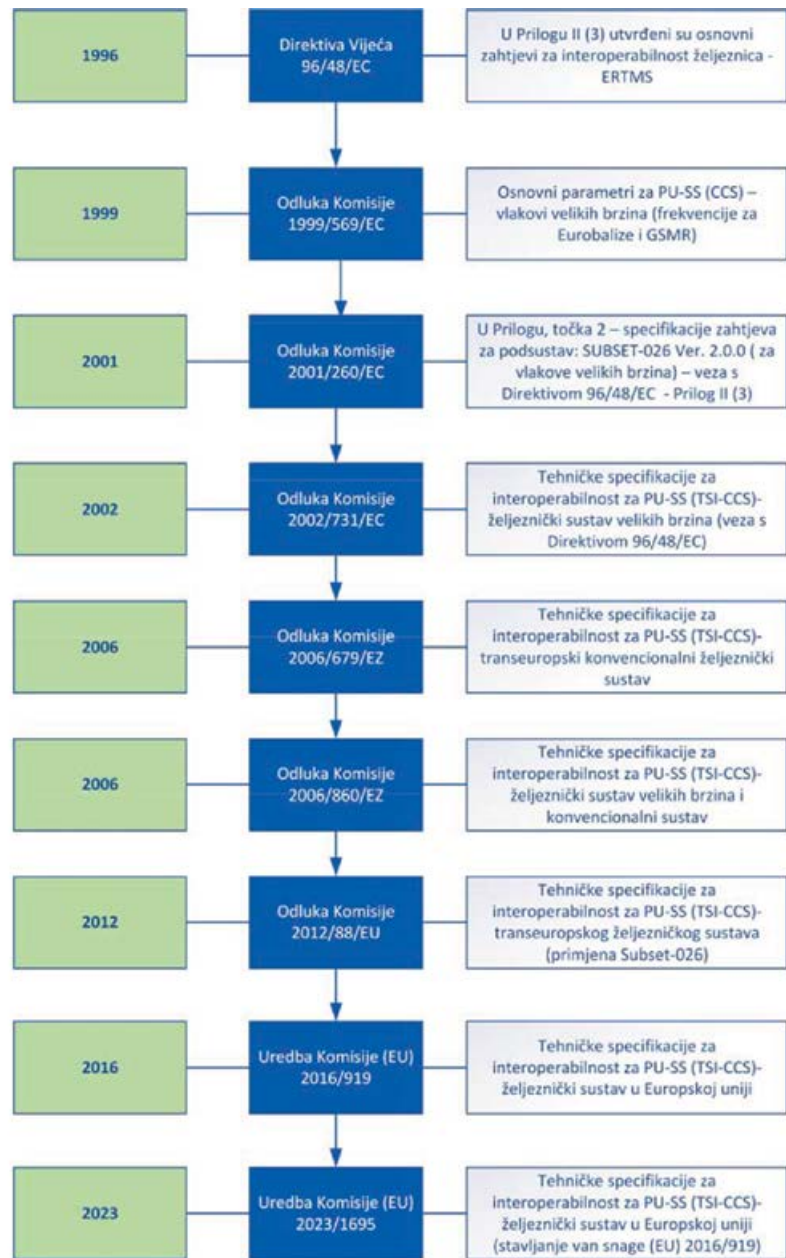 1996
Direktiva Vijeća
96/48/EC
U Prilogu II (3) utvrđeni su osnovni
zahtjevi za interoperabilnost željeznica -
ERTMS
1999
Odluka Komisije
1999/569/EC
Osnovni parametri za PU-SS (CCS) –
vlakovi velikih brzina (frekvencije za
Eurobalize i GSMR)
2001
Odluka Komisije
2001/260/EC
U Prilogu, točka 2 – specifikacije zahtjeva
za podsustav: SUBSET-026 Ver. 2.0.0 ( za
vlakove velikih brzina) – veza s
Direktivom 96/48/EC - Prilog II (3)
2002
Odluka Komisije
2002/731/EC
Tehničke specifikacije za
interoperabilnost za PU-SS (TSI-CCS)-
željeznički sustav velikih brzina (veza s
Direktivom 96/48/EC)
2006
Odluka Komisije
2006/679/EZ
Tehničke specifikacije za
interoperabilnost za PU-SS (TSI-CCS)-
transeuropski konvencionalni željeznički
sustav
2006
Odluka Komisije
2006/860/EZ
Tehničke specifikacije za
interoperabilnost za PU-SS (TSI-CCS)-
željeznički sustav velikih brzina i
konvencionalni sustav
2012
Odluka Komisije
2012/88/EU
Tehničke specifikacije za
interoperabilnost za PU-SS (TSI-CCS)-
transeuropskog željezničkog sustava
(primjena Subset-026)
2016
Uredba Komisije (EU)
2016/919
Tehničke specifikacije za
interoperabilnost za PU-SS (TSI-CCS)-
željeznički sustav u Europskoj uniji
2023
Uredba Komisije (EU)
2023/1695
Tehničke specifikacije za
interoperabilnost za PU-SS (TSI-CCS)-
željeznički sustav u Europskoj uniji
(stavljanje van snage (EU) 2016/919)